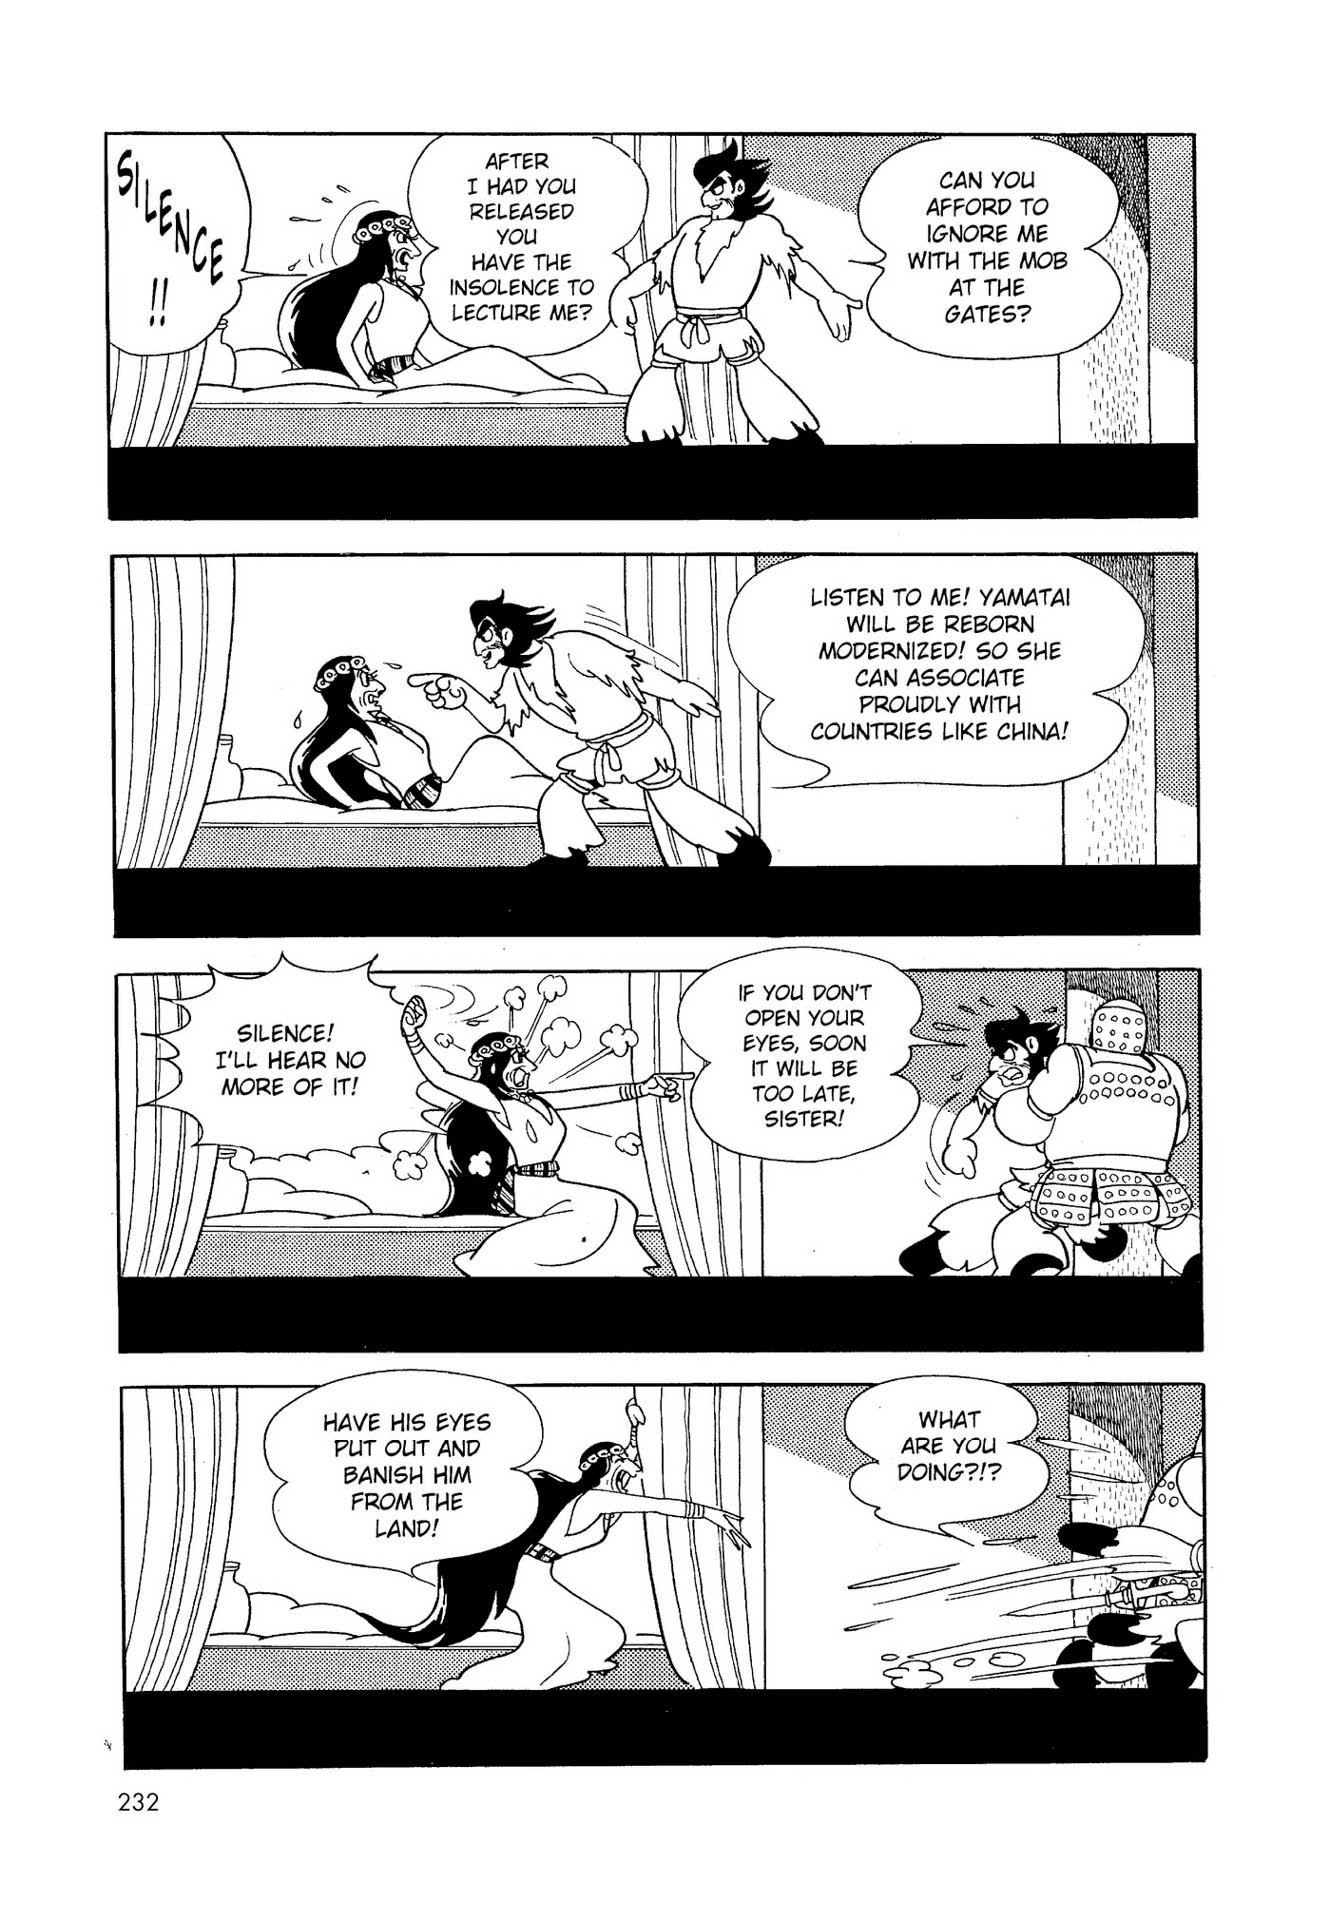 CAN YOU
AFFORD TO
IGNORE ME
WITH THE MOB
AT THE
GATES?
AFTER
I HAD YOU
RELEASED
YOU
HAVE THE
INSOLENCE TO
LECTURE ME?
SILENCE
!!
LISTEN TO ME! YAMATAI
WILL BE REBORN
MODERNIZED! SO SHE
CAN ASSOCIATE
PROUDLY WITH
COUNTRIES LIKE CHINA!
IF YOU DON'T
OPEN YOUR
EYES, SOON
IT WILL BE
TOO LATE,
SISTER!
SILENCE!
I'LL HEAR NO
MORE OF IT!
WHAT
ARE YOU
DOING?!?
HAVE HIS EYES
PUT OUT AND
BANISH HIM
FROM THE
LAND!
232